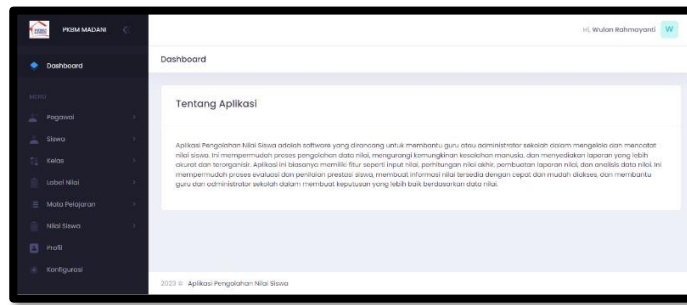 PKBM MADANI
Hi, Wulan Rahmayanti W
Dashboard
Dashboard
MENU
Pegawai
Siswa
Kelas
Label Nilai
Mata Pelajaran
Nilai Siswa
Profil
Konfigurasi
Tentang Aplikasi
Aplikasi Pengolahan Nilai Siswa adalah software yang dirancang untuk membantu guru atau administrator sekolah dalam mengelola dan mencatat
nilai siswa. Ini mempermudah proses pengolahan data nilai, mengurangi kemungkinan kesalahan manusia, dan menyediakan laporan yang lebih
akurat dan terorganisir. Aplikasi ini biasanya memiliki fitur seperti input nilai, perhitungan nilai akhir, pembuatan laporan nilai, dan analisis data nilai. Ini
mempermudah proses evaluasi dan penilaian prestasi siswa, membuat informasi nilai tersedia dengan cepat dan mudah diakses, dan membantu
guru dan administrator sekolah dalam membuat keputusan yang lebih baik berdasarkan data nilai.
2023 © Aplikasi Pengolahan Nilai Siswa